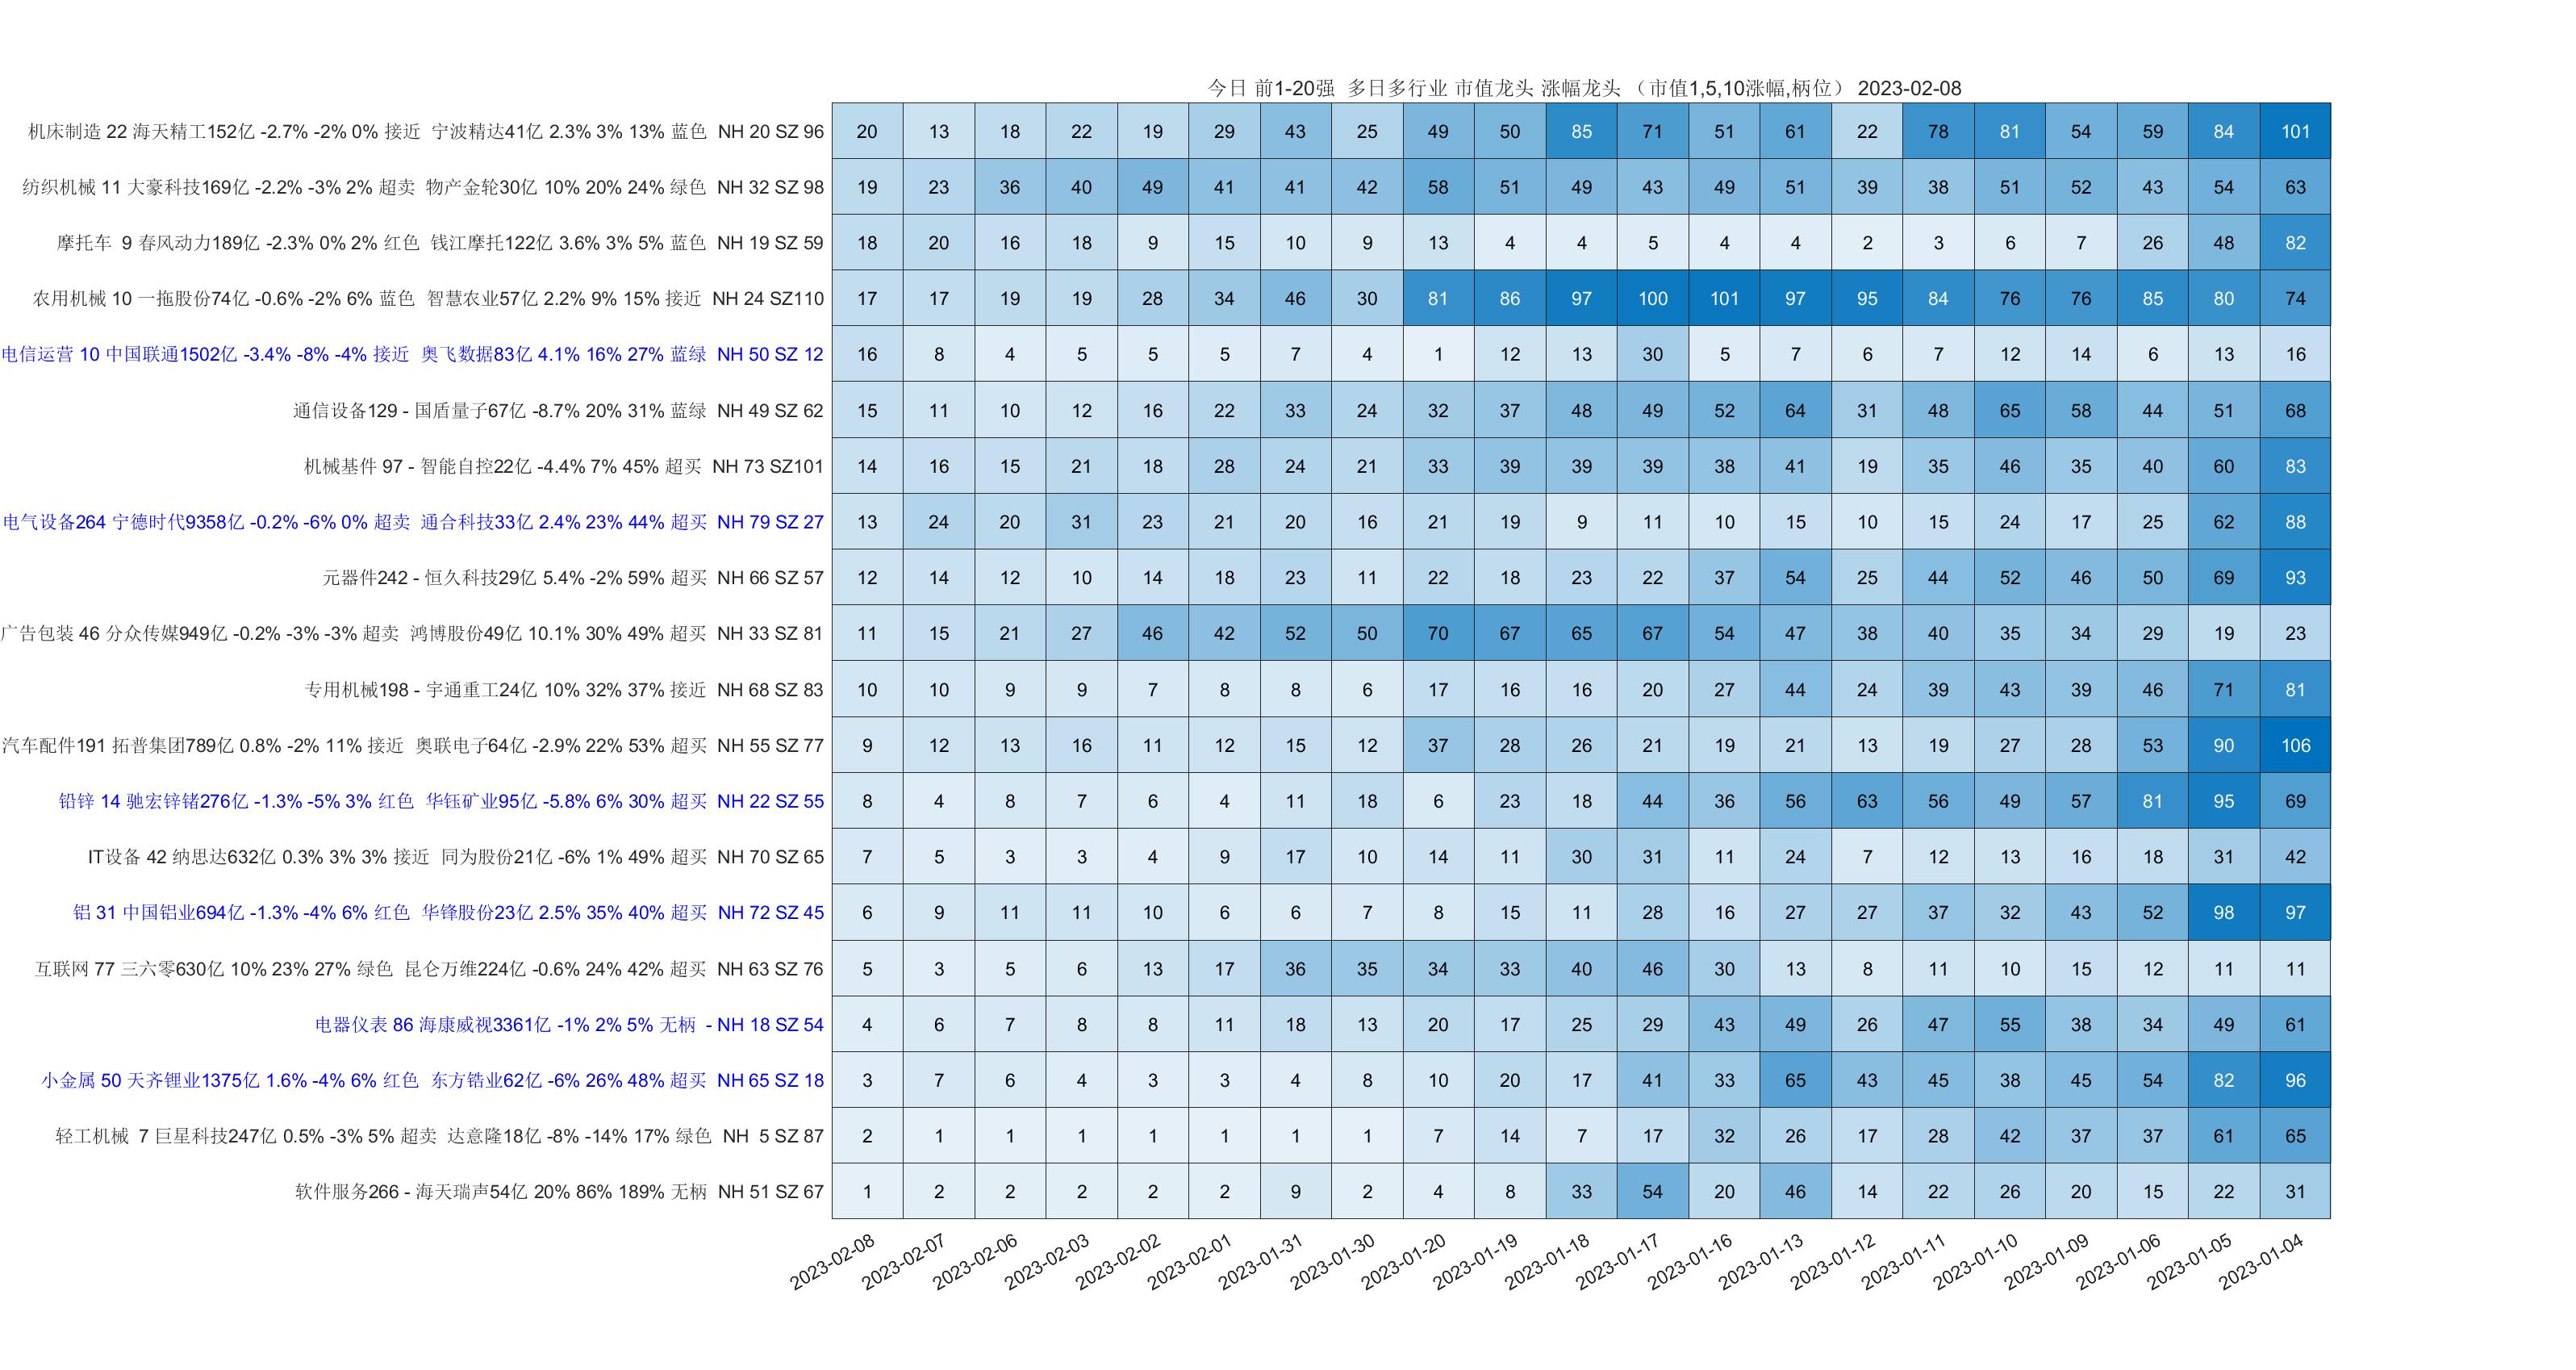 今日 前1-20强 多日多行业 市值龙头 涨幅龙头 （市值1,5,10涨幅,柄位） 2023-02-08
机床制造 22 海天精工152亿 -2.7% -2% 0% 接近 宁波精达41亿 2.3% 3% 13% 蓝色 NH 20 SZ 96 20 13 18 22 19 29 43 25 49 50 85 71 51 61 22 78 81 54 59 84 101
纺织机械 11 大豪科技169亿 -2.2% -3% 2% 超卖 物产金轮30亿 10% 20% 24% 绿色 NH 32 SZ 98 19 23 36 40 49 41 41 42 58 51 49 43 49 51 39 38 51 52 43 54 63
摩托车 9 春风动力189亿 -2.3% 0% 2% 红色 钱江摩托122亿 3.6% 3% 5% 蓝色 NH 19 SZ 59 18 20 16 18 9 15 10 9 13 4 4 5 4 4 2 3 6 7 26 48 82
农用机械 10 一拖股份74亿 -0.6% -2% 6% 蓝色 智慧农业57亿 2.2% 9% 15% 接近 NH 24 SZ110 17 17 19 19 28 34 46 30 81 86 97 100 101 97 95 84 76 76 85 80 74
电信运营 10 中国联通1502亿 -3.4% -8% -4% 接近 奥飞数据83亿 4.1% 16% 27% 蓝绿 NH 50 SZ 12 16 8 4 5 5 5 7 4 1 12 13 30 5 7 6 7 12 14 6 13 16
通信设备129 - 国盾量子67亿 -8.7% 20% 31% 蓝绿 NH 49 SZ 62 15 11 10 12 16 22 33 24 32 37 48 49 52 64 31 48 65 58 44 51 68
机械基件 97 - 智能自控22亿 -4.4% 7% 45% 超买 NH 73 SZ101 14 16 15 21 18 28 24 21 33 39 39 39 38 41 19 35 46 35 40 60 83
电气设备264 宁德时代9358亿 -0.2% -6% 0% 超卖 通合科技33亿 2.4% 23% 44% 超买 NH 79 SZ 27 13 24 20 31 23 21 20 16 21 19 9 11 10 15 10 15 24 17 25 62 88
元器件242 - 恒久科技29亿 5.4% -2% 59% 超买 NH 66 SZ 57 12 14 12 10 14 18 23 11 22 18 23 22 37 54 25 44 52 46 50 69 93
广告包装 46 分众传媒949亿 -0.2% -3% -3% 超卖 鸿博股份49亿 10.1% 30% 49% 超买 NH 33 SZ 81 11 15 21 27 46 42 52 50 70 67 65 67 54 47 38 40 35 34 29 19 23
专用机械198 - 宇通重工24亿 10% 32% 37% 接近 NH 68 SZ 83 10 10 9 9 7 8 8 6 17 16 16 20 27 44 24 39 43 39 46 71 81
汽车配件191 拓普集团789亿 0.8% -2% 11% 接近 奥联电子64亿 -2.9% 22% 53% 超买 NH 55 SZ 77 9 12 13 16 11 12 15 12 37 28 26 21 19 21 13 19 27 28 53 90 106
铅锌 14 驰宏锌锗276亿 -1.3% -5% 3% 红色 华钰矿业95亿 -5.8% 6% 30% 超买 NH 22 SZ 55 8 4 8 7 6 4 11 18 6 23 18 44 36 56 63 56 49 57 81 95 69
IT设备 42 纳思达632亿 0.3% 3% 3% 接近 同为股份21亿 -6% 1% 49% 超买 NH 70 SZ 65 7 5 3 3 4 9 17 10 14 11 30 31 11 24 7 12 13 16 18 31 42
铝 31 中国铝业694亿 -1.3% -4% 6% 红色 华锋股份23亿 2.5% 35% 40% 超买 NH 72 SZ 45 6 9 11 11 10 6 6 7 8 15 11 28 16 27 27 37 32 43 52 98 97
互联网 77 三六零630亿 10% 23% 27% 绿色 昆仑万维224亿 -0.6% 24% 42% 超买 NH 63 SZ 76 5 3 5 6 13 17 36 35 34 33 40 46 30 13 8 11 10 15 12 11 11
电器仪表 86 海康威视3361亿 -1% 2% 5% 无柄 - NH 18 SZ 54 4 6 7 8 8 11 18 13 20 17 25 29 43 49 26 47 55 38 34 49 61
小金属 50 天齐锂业1375亿 1.6% -4% 6% 红色 东方锆业62亿 -6% 26% 48% 超买 NH 65 SZ 18 3 7 6 4 3 3 4 8 10 20 17 41 33 65 43 45 38 45 54 82 96
轻工机械 7 巨星科技247亿 0.5% -3% 5% 超卖 达意隆18亿 -8% -14% 17% 绿色 NH 5 SZ 87 2 1 1 1 1 1 1 1 7 14 7 17 32 26 17 28 42 37 37 61 65
软件服务266 - 海天瑞声54亿 20% 86% 189% 无柄 NH 51 SZ 67 1 2 2 2 2 2 9 2 4 8 33 54 20 46 14 22 26 20 15 22 31
2023-02-08 2023-02-07 2023-02-06 2023-02-03 2023-02-02 2023-02-01 2023-01-31 2023-01-30 2023-01-20 2023-01-19 2023-01-18 2023-01-17 2023-01-16 2023-01-13 2023-01-12 2023-01-11 2023-01-10 2023-01-09 2023-01-06 2023-01-05 2023-01-04